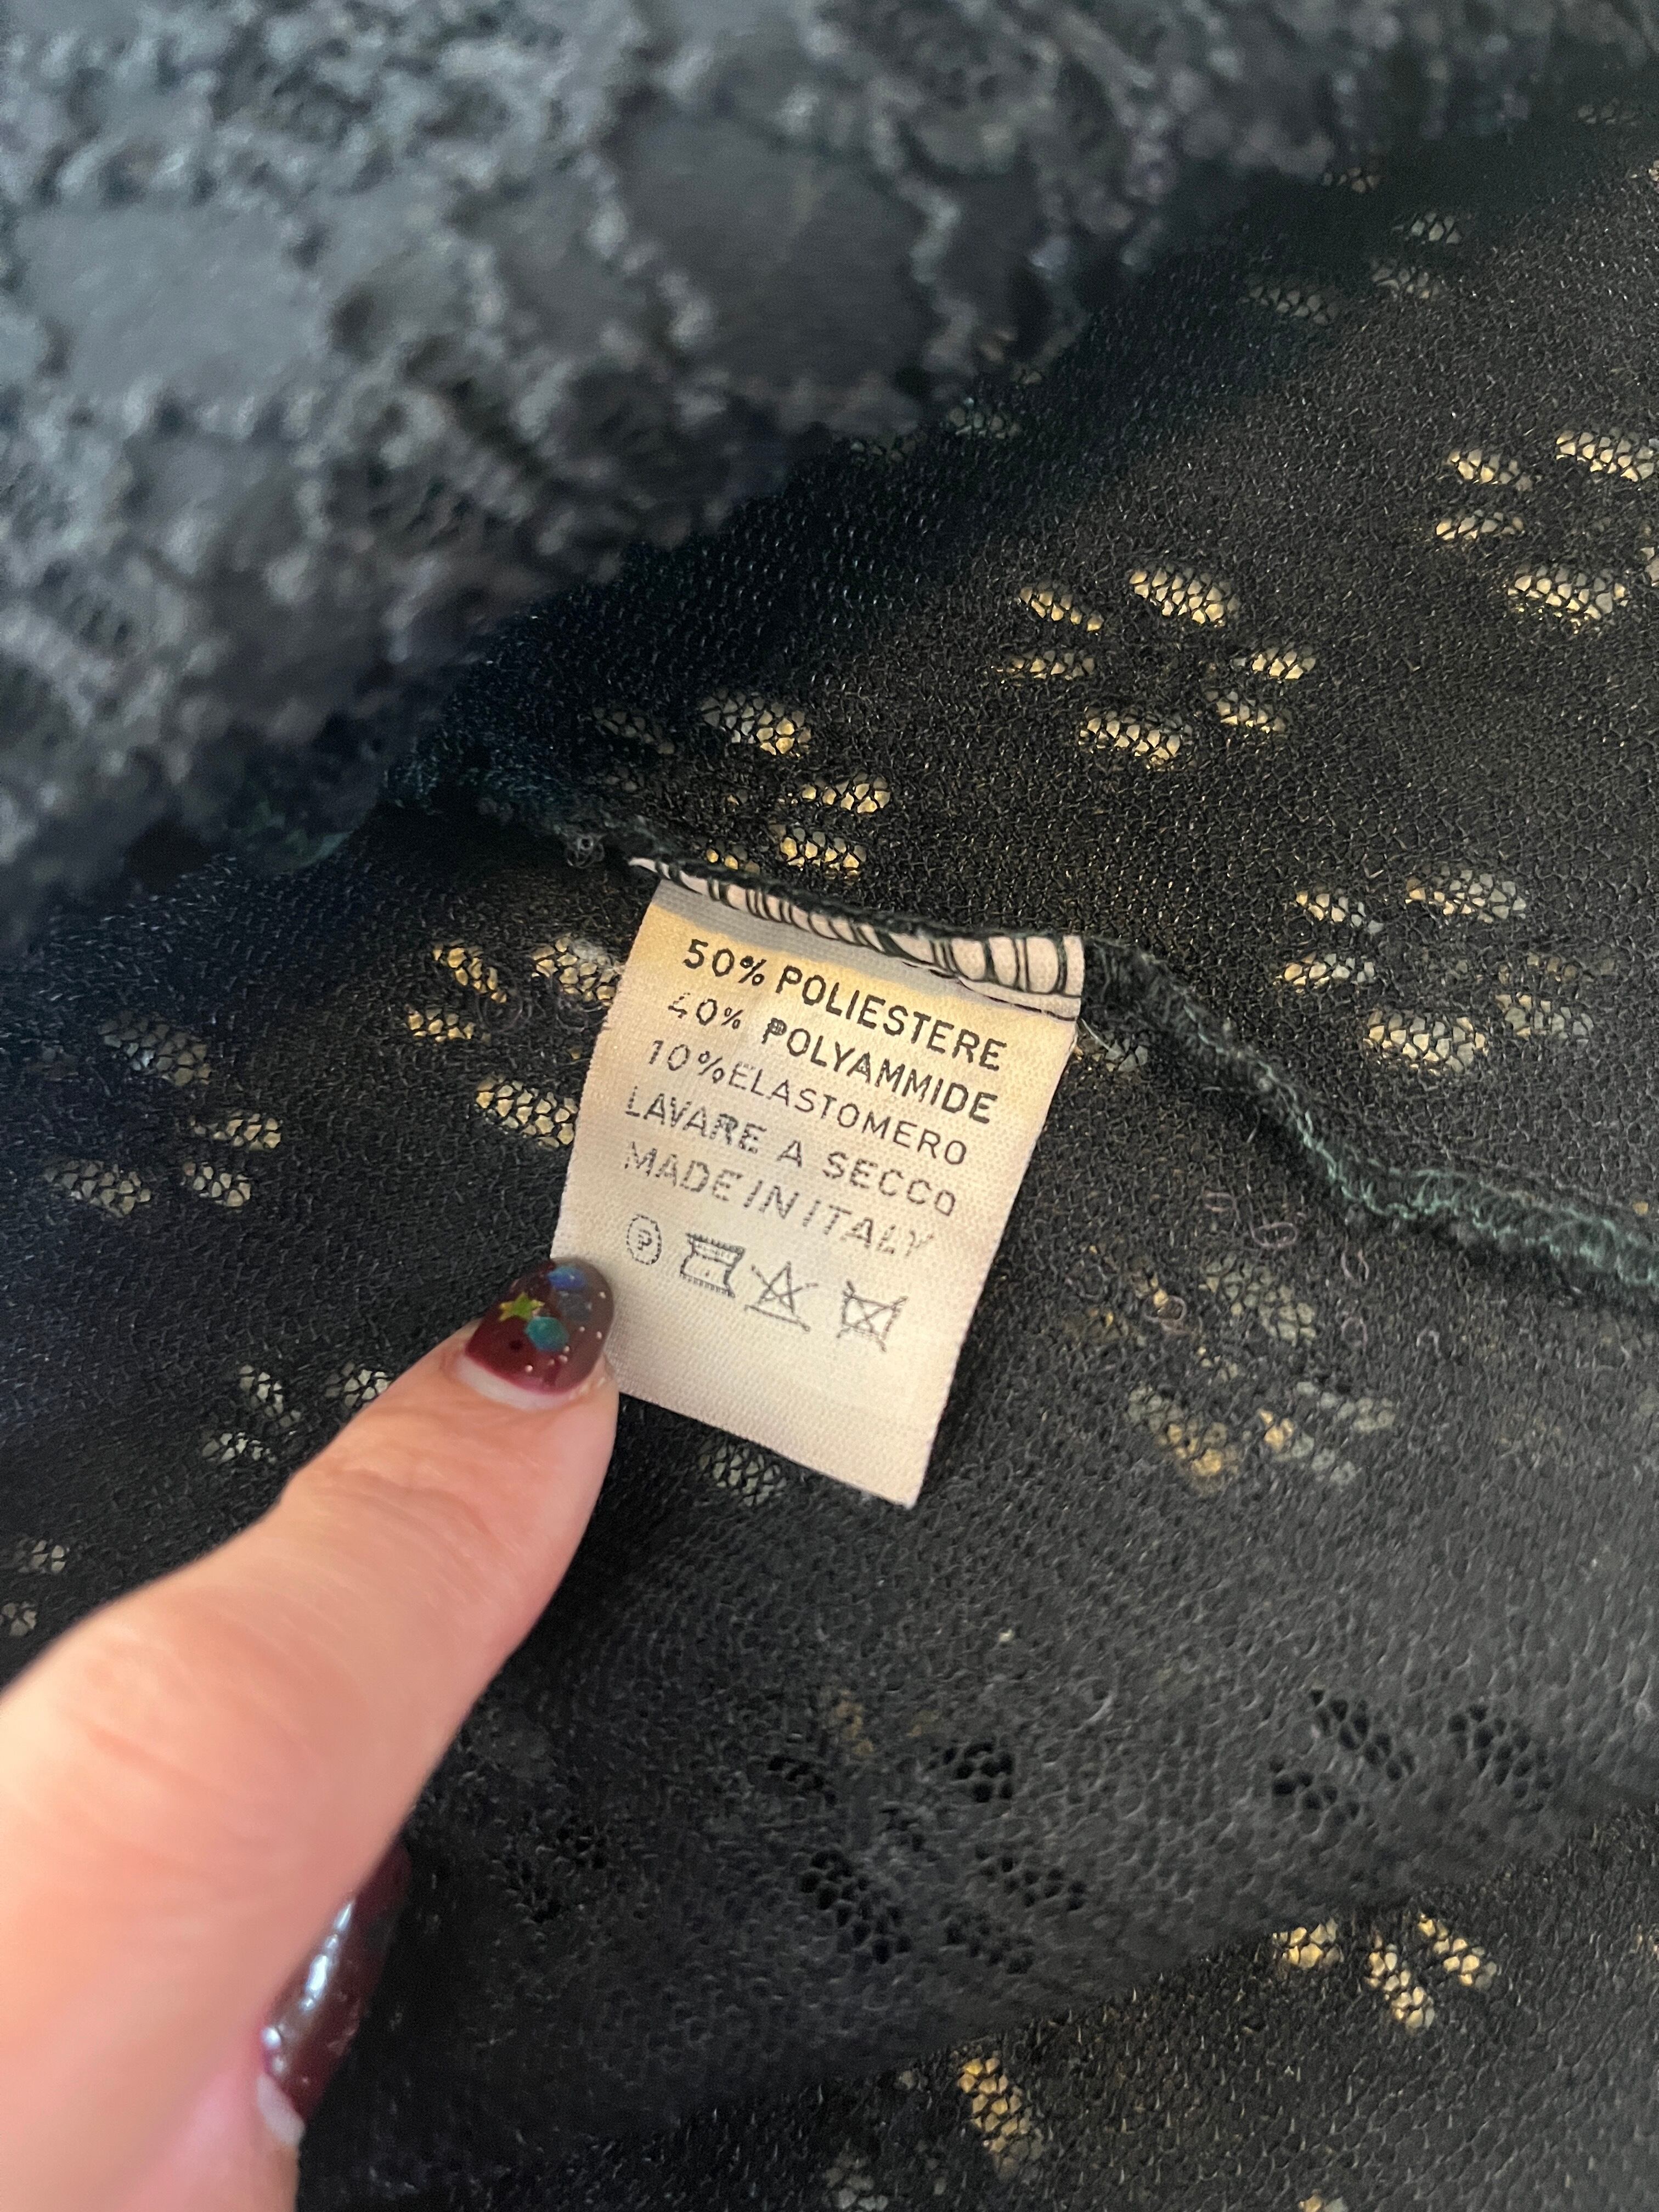 50% POLIESTERE
40% POLYAMMIDE
10% ELASTOMERO
LAVARE A SECCO
MADE IN ITALY
P